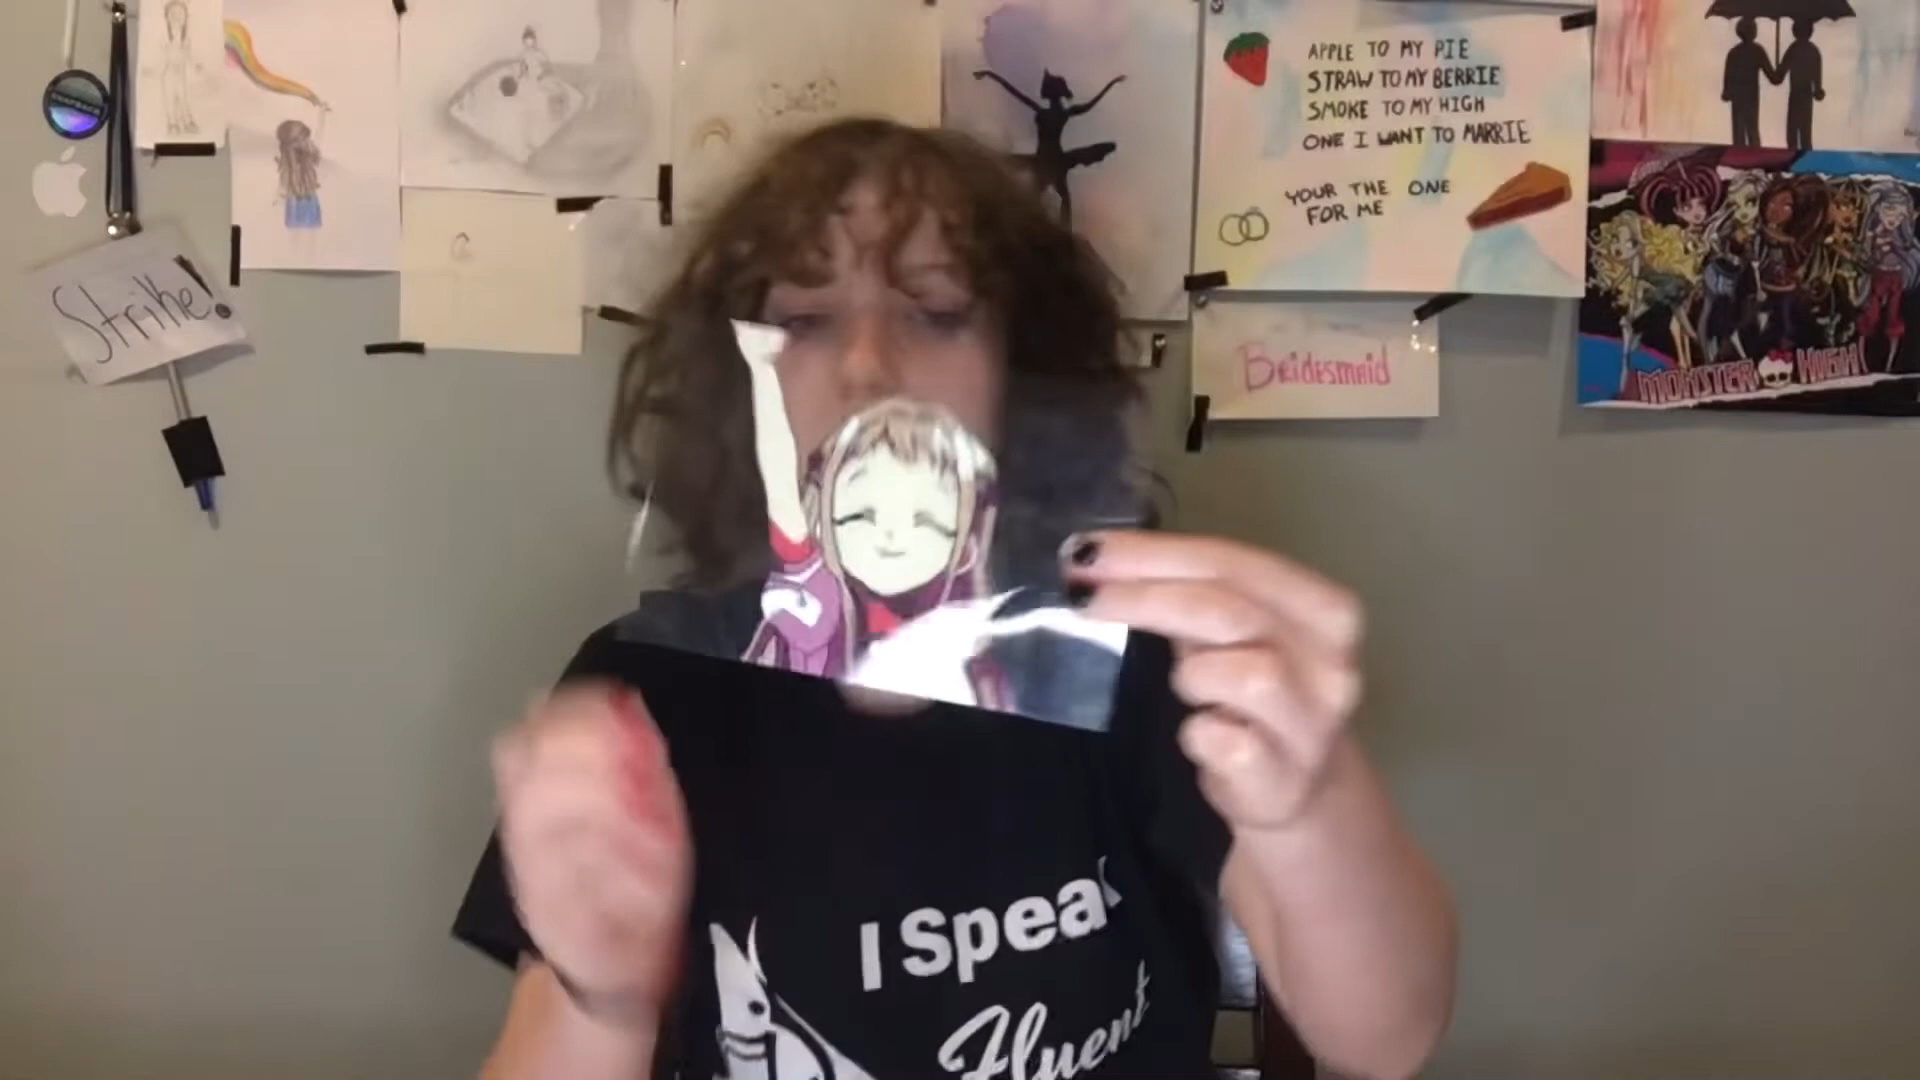 Strike!
APPLE TO MY PIE
STRAW TO MY BERRIE
SMOKE TO MY HIGH
ONE I WANT TO MARRIE
YOUR THE ONE
FOR ME
BRidESmAid
MONSTER HIGH
I Speak
Fluent